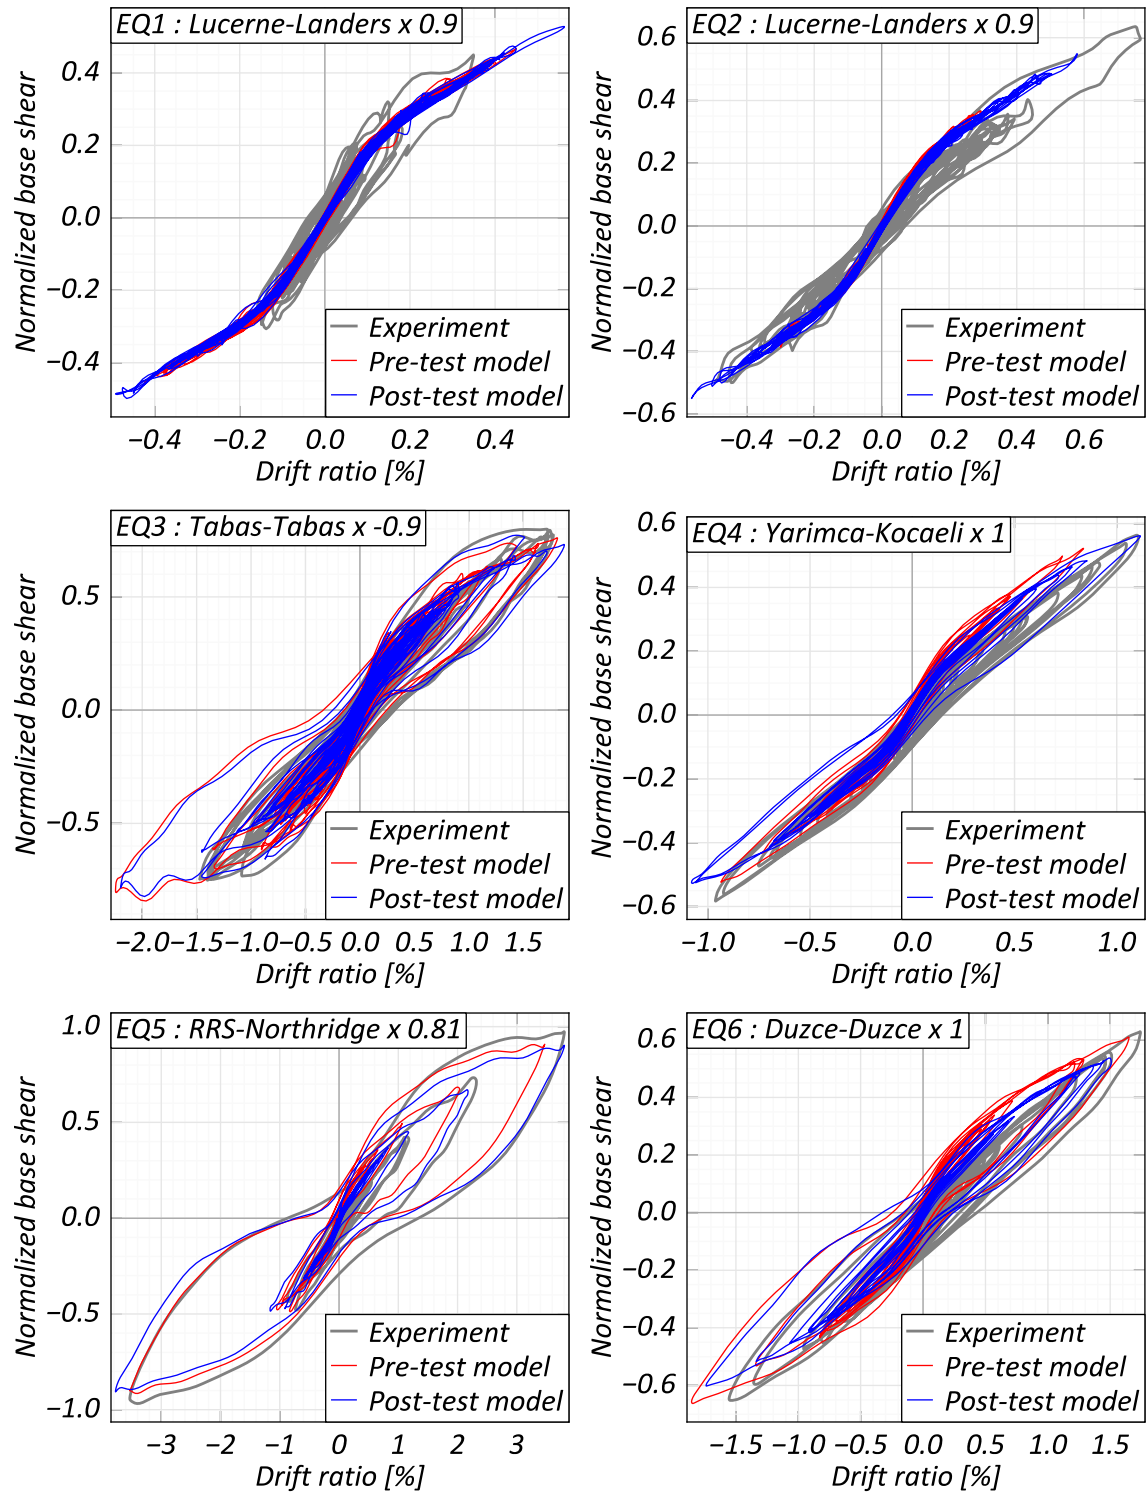 EQ1 : Lucerne-Landers x 0.9
Normalized base shear
0.4
0.2
0.0
−0.2
−0.4
Experiment
Pre-test model
Post-test model
−0.4 −0.2 0.0 0.2 0.4
Drift ratio [%]
EQ2 : Lucerne-Landers x 0.9
Normalized base shear
0.6
0.4
0.2
0.0
−0.2
−0.4
−0.6
Experiment
Pre-test model
Post-test model
−0.4 −0.2 0.0 0.2 0.4 0.6
Drift ratio [%]
EQ3 : Tabas-Tabas x -0.9
Normalized base shear
0.5
0.0
−0.5
Experiment
Pre-test model
Post-test model
−2.0 −1.5 −1.0 −0.5 0.0 0.5 1.0 1.5
Drift ratio [%]
EQ4 : Yarimca-Kocaeli x 1
Normalized base shear
0.6
0.4
0.2
0.0
−0.2
−0.4
−0.6
Experiment
Pre-test model
Post-test model
−1.0 −0.5 0.0 0.5 1.0
Drift ratio [%]
EQ5 : RRS-Northridge x 0.81
Normalized base shear
1.0
0.5
0.0
−0.5
−1.0
Experiment
Pre-test model
Post-test model
−3 −2 −1 0 1 2 3
Drift ratio [%]
EQ6 : Duzce-Duzce x 1
Normalized base shear
0.6
0.4
0.2
0.0
−0.2
−0.4
−0.6
Experiment
Pre-test model
Post-test model
−1.5 −1.0 −0.5 0.0 0.5 1.0 1.5
Drift ratio [%]